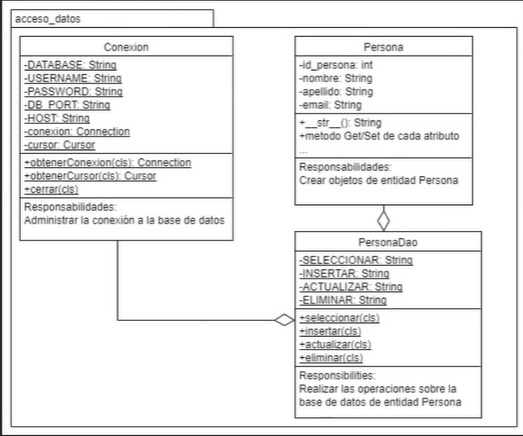 acceso_datos
Conexion
-DATABASE: String
-USERNAME: String
-PASSWORD: String
-DB_PORT: String
-HOST: String
-conexion: Connection
-cursor: Cursor
+obtenerConexion(cls): Connection
+obtenerCursor(cls): Cursor
+cerrar(cls)
Responsabilidades:
Administrar la conexión a la base de datos
Persona
-id_persona: int
-nombre: String
-apellido: String
-email: String
+__str__(): String
+metodo Get/Set de cada atributo
...
Responsabilidades:
Crear objetos de entidad Persona
PersonaDao
-SELECCIONAR: String
-INSERTAR: String
-ACTUALIZAR: String
-ELIMINAR: String
+seleccionar(cls)
+insertar(cls)
+actualizar(cls)
+eliminar(cls)
Responsibilities:
Realizar las operaciones sobre la
base de datos de entidad Persona